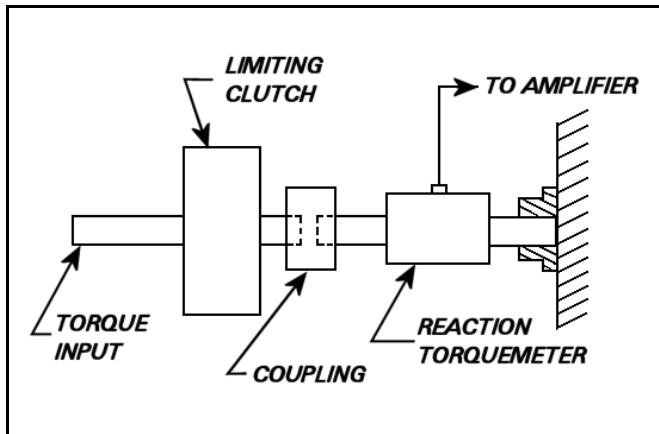 LIMITING
CLUTCH
TO AMPLIFIER
TORQUE
INPUT
COUPLING
REACTION
TORQUEMETER